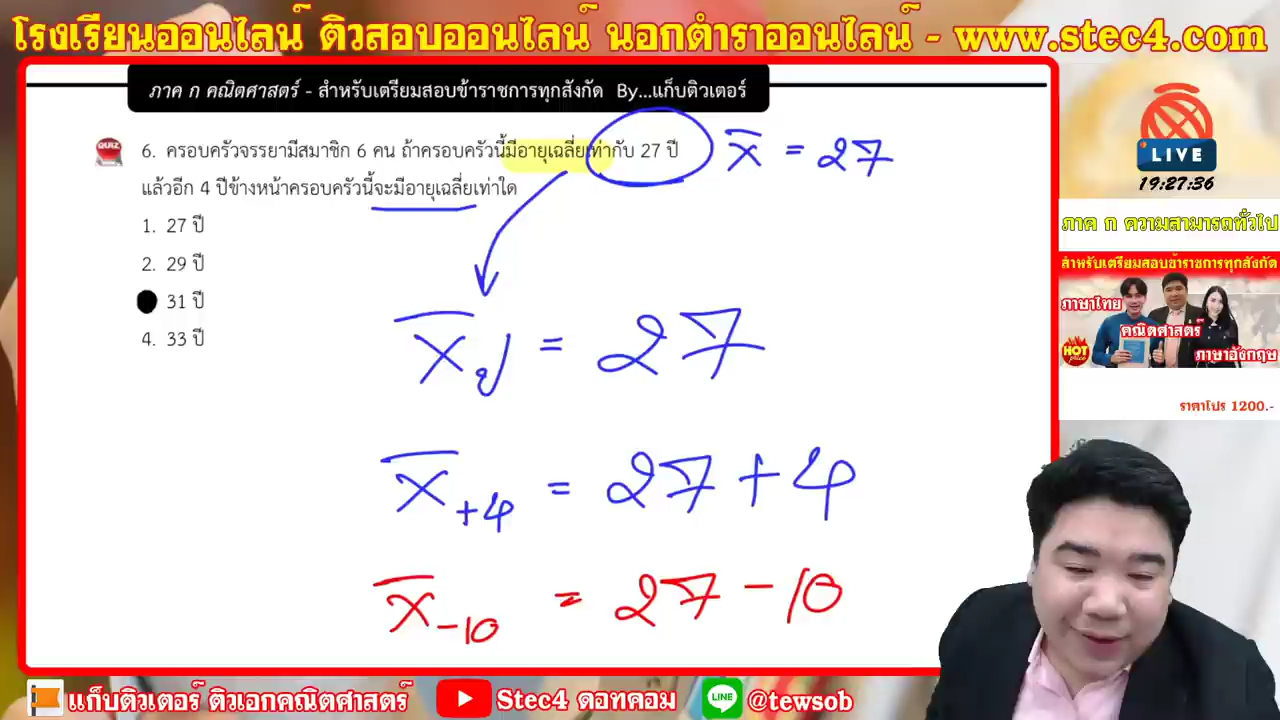 โรงเรียนออนไลน์ ติวสอบออนไลน์ นอกตำราออนไลน์ - www.stec4.com
ภาค ก คณิตศาสตร์ - สำหรับเตรียมสอบข้าราชการทุกสังกัด By...แก็บติวเตอร์
QUIZ
6. ครอบครัวจรรยามีสมาชิก 6 คน ถ้าครอบครัวนี้มีอายุเฉลี่ยเท่ากับ 27 ปี
x̄ = 27
แล้วอีก 4 ปีข้างหน้าครอบครัวนี้จะมีอายุเฉลี่ยเท่าใด
1. 27 ปี
2. 29 ปี
31 ปี
4. 33 ปี
= 27
x̄ +4 = 27 + 4
x̄ -10 = 27 - 10
LIVE
19:27:36
ภาค ก ความสามารถทั่วไป
สำหรับเตรียมสอบข้าราชการทุกสังกัด
ภาษาไทย
คณิตศาสตร์
ภาษาอังกฤษ
HOT
price
ราคาโปร 1200.-
แก็บติวเตอร์ ติวเอกคณิตศาสตร์
Stec4 ดอทคอม
LINE @tewsob